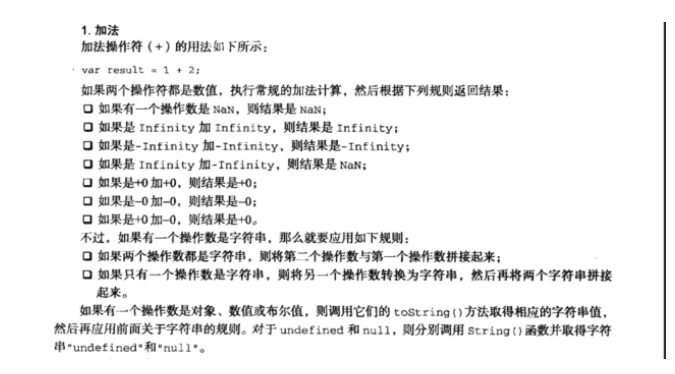 1. 加法
加法操作符（+）的用法如下所示：
var result = 1 + 2;
如果两个操作符都是数值，执行常规的加法计算，然后根据下列规则返回结果：
❑ 如果有一个操作数是 NaN，则结果是 NaN；
❑ 如果是 Infinity 加 Infinity，则结果是 Infinity；
❑ 如果是-Infinity 加-Infinity，则结果是-Infinity；
❑ 如果是 Infinity 加-Infinity，则结果是 NaN；
❑ 如果是+0 加+0，则结果是+0；
❑ 如果是-0 加-0，则结果是-0；
❑ 如果是+0 加-0，则结果是+0。
不过，如果有一个操作数是字符串，那么就要应用如下规则：
❑ 如果两个操作数都是字符串，则将第二个操作数与第一个操作数拼接起来；
❑ 如果只有一个操作数是字符串，则将另一个操作数转换为字符串，然后再将两个字符串拼接
起来。
如果有一个操作数是对象、数值或布尔值，则调用它们的 toString()方法取得相应的字符串值，
然后再应用前面关于字符串的规则。对于 undefined 和 null，则分别调用 String()函数并取得字符
串"undefined"和"null"。